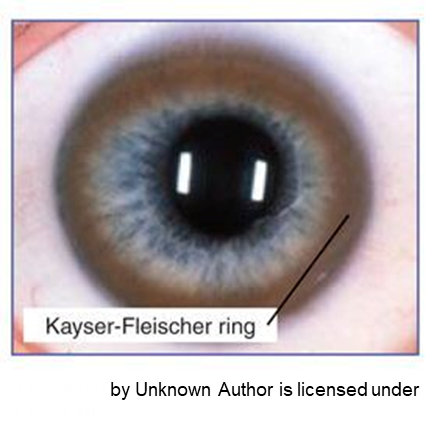 Kayser-Fleischer ring
by Unknown Author is licensed under